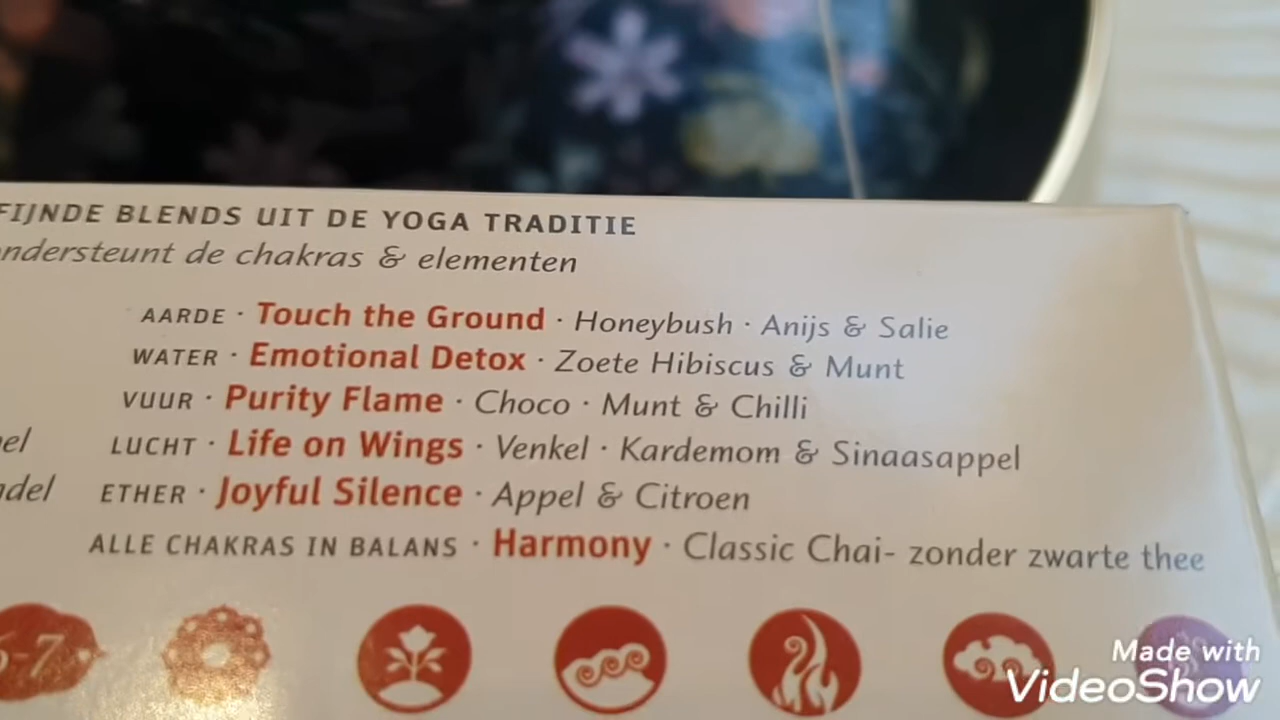 FIJNDE BLENDS UIT DE YOGA TRADITIE
ndersteunt de chakras & elementen
AARDE · Touch the Ground · Honeybush · Anijs & Salie
WATER · Emotional Detox · Zoete Hibiscus & Munt
VUUR · Purity Flame · Choco · Munt & Chilli
el LUCHT · Life on Wings · Venkel · Kardemom & Sinaasappel
ndel ETHER · Joyful Silence · Appel & Citroen
ALLE CHAKRAS IN BALANS · Harmony · Classic Chai- zonder zwarte thee
-7
Made with
VideoShow